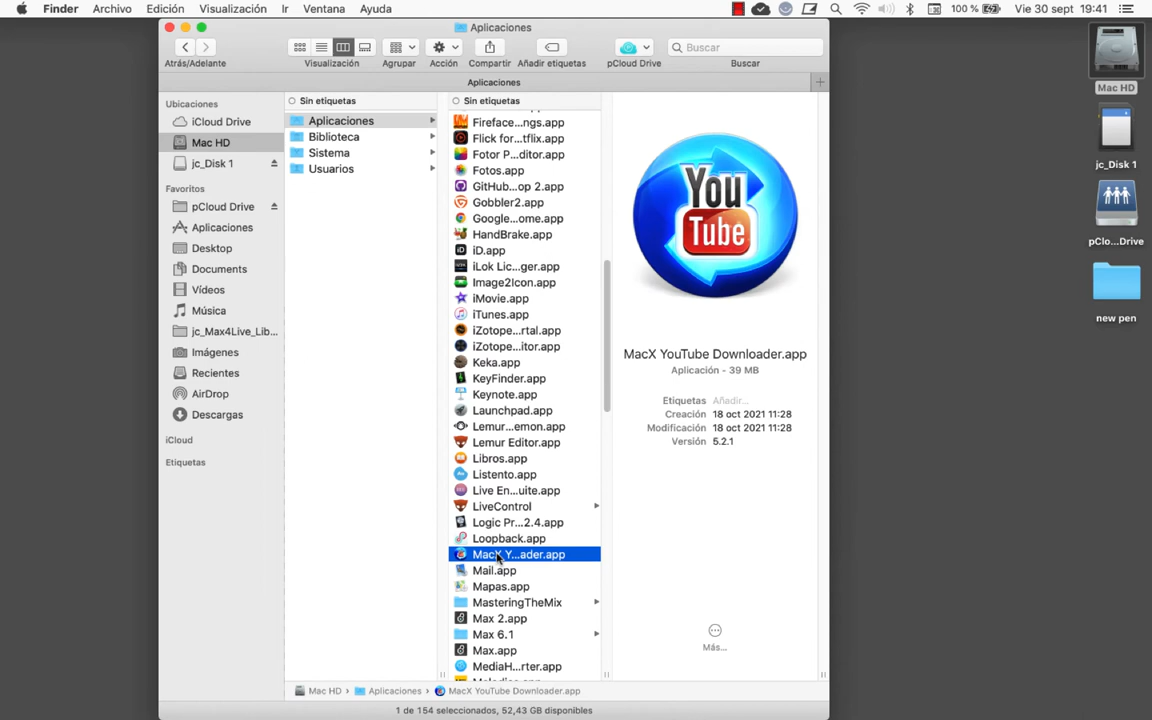 Finder Archivo Edición Visualización Ir Ventana Ayuda 100 % Vie 30 sept 19:41
Aplicaciones
Buscar
Atrás/Adelante Visualización Agrupar Acción Compartir Añadir etiquetas pCloud Drive Buscar
Aplicaciones
Ubicaciones
iCloud Drive
Mac HD
jc_Disk 1
Favoritos
pCloud Drive
Aplicaciones
Desktop
Documents
Vídeos
Música
jc_Max4Live_Lib...
Imágenes
Recientes
AirDrop
Descargas
iCloud
Etiquetas
Sin etiquetas
Aplicaciones
Biblioteca
Sistema
Usuarios
Sin etiquetas
Fireface...ngs.app
Flick for...tflix.app
Fotor P...ditor.app
Fotos.app
GitHub...op 2.app
Gobbler2.app
Google...ome.app
HandBrake.app
iD.app
iLok Lic...ger.app
Image2Icon.app
iMovie.app
iTunes.app
iZotope...rtal.app
iZotope...itor.app
Keka.app
KeyFinder.app
Keynote.app
Launchpad.app
Lemur...emon.app
Lemur Editor.app
Libros.app
Listento.app
Live En...uite.app
LiveControl
Logic Pr...2.4.app
Loopback.app
MacX Y...ader.app
Mail.app
Mapas.app
MasteringTheMix
Max 2.app
Max 6.1
Max.app
MediaH...rter.app
You
Tube
MacX YouTube Downloader.app
Aplicación - 39 MB
Etiquetas Añadir...
Creación 18 oct 2021 11:28
Modificación 18 oct 2021 11:28
Versión 5.2.1
Más...
Mac HD › Aplicaciones › MacX YouTube Downloader.app
1 de 154 seleccionados, 52,43 GB disponibles
Mac HD
jc_Disk 1
pClo...Drive
new pen